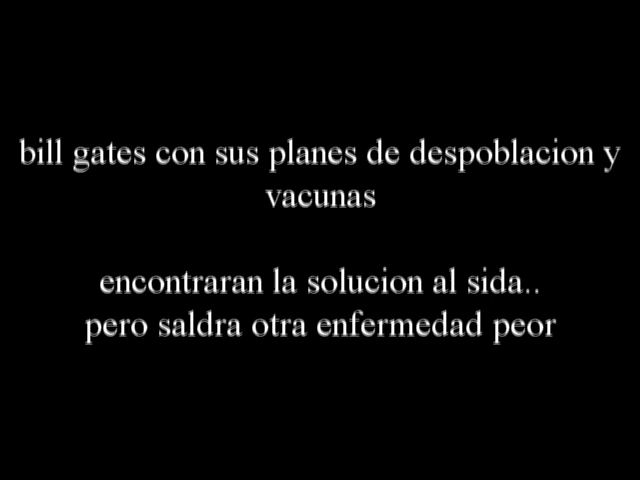 bill gates con sus planes de despoblacion y
vacunas
encontraran la solucion al sida..
pero saldra otra enfermedad peor